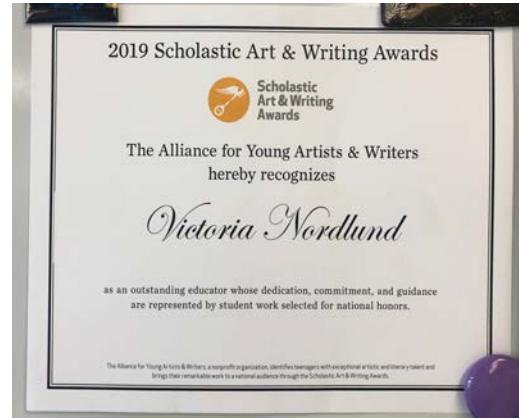 2019 Scholastic Art & Writing Awards
Scholastic
Art & Writing
Awards
The Alliance for Young Artists & Writers
hereby recognizes
Victoria Nordlund
as an outstanding educator whose dedication, commitment, and guidance
are represented by student work selected for national honors.
The Alliance for Young Artists & Writers, a nonprofit organization, identifies teenagers with exceptional artistic and literary talent and
brings their remarkable work to a national audience through the Scholastic Art & Writing Awards.